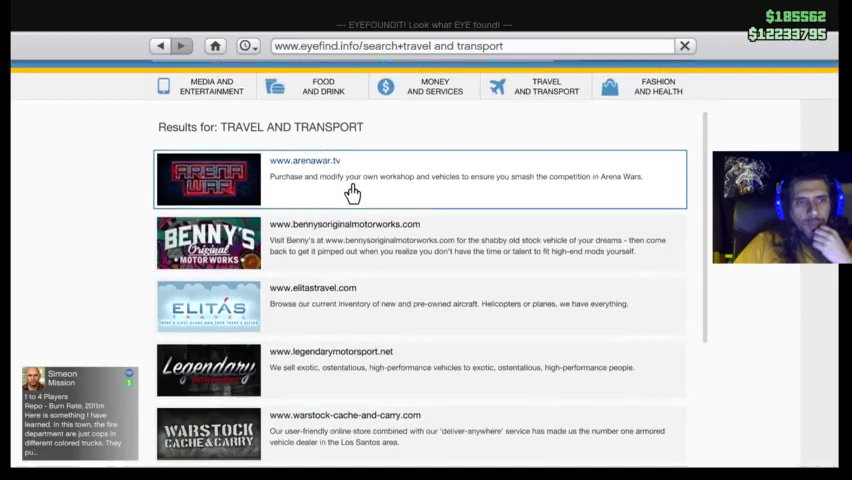 --- EYEFOUNDIT! Look what EYE found! ---
$185562
$12233795
www.eyefind.info/search+travel and transport
MEDIA AND
ENTERTAINMENT
FOOD
AND DRINK
MONEY
AND SERVICES
TRAVEL
AND TRANSPORT
FASHION
AND HEALTH
Results for: TRAVEL AND TRANSPORT
ARENA
WAR
www.arenawar.tv
Purchase and modify your own workshop and vehicles to ensure you smash the competition in Arena Wars.
BENNY'S
Original
MOTOR WORKS
www.bennysoriginalmotorworks.com
Visit Benny's at www.bennysoriginalmotorworks.com for the shabby old stock vehicle of your dreams - then come
back to get it pimped out when you realize you don't have the time or talent to fit high-end mods yourself.
ELITÁS
TRAVEL
www.elitastravel.com
Browse our current inventory of new and pre-owned aircraft. Helicopters or planes, we have everything.
Legendary
www.legendarymotorsport.net
We sell exotic, ostentatious, high-performance vehicles to exotic, ostentatious, high-performance people.
WARSTOCK
CACHE & CARRY
www.warstock-cache-and-carry.com
Our user-friendly online store combined with our 'deliver-anywhere' service has made us the number one armored
vehicle dealer in the Los Santos area.
Simeon
Mission
1 to 4 Players
Repo - Burn Rate, 2011m
Here is something I have
learned. In this town, the fire
department are just cops in
different colored trucks. They
pu...